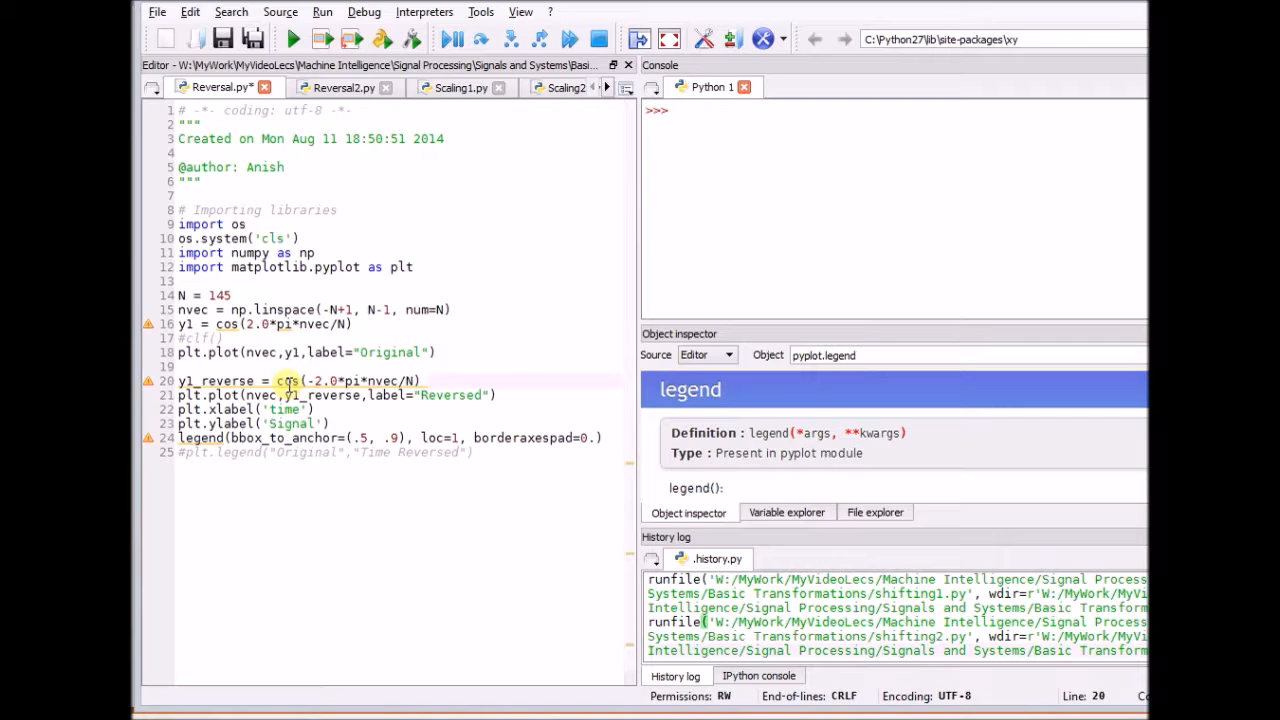 File Edit Search Source Run Debug Interpreters Tools View ?
C:\Python27\lib\site-packages\xy
Editor - W:\MyWork\MyVideoLecs\Machine Intelligence\Signal Processing\Signals and Systems\Basi...
Reversal.py* Reversal2.py Scaling1.py Scaling2
1 # -*- coding: utf-8 -*-
2 """
3 Created on Mon Aug 11 18:50:51 2014
4
5 @author: Anish
6 """
7
8 # Importing libraries
9 import os
10 os.system('cls')
11 import numpy as np
12 import matplotlib.pyplot as plt
13
14 N = 145
15 nvec = np.linspace(-N+1, N-1, num=N)
16 y1 = cos(2.0*pi*nvec/N)
17 #clf()
18 plt.plot(nvec,y1,label="Original")
19
20 y1_reverse = cos(-2.0*pi*nvec/N)
21 plt.plot(nvec,y1_reverse,label="Reversed")
22 plt.xlabel('time')
23 plt.ylabel('Signal')
24 legend(bbox_to_anchor=(.5, .9), loc=1, borderaxespad=0.)
25 #plt.legend("Original","Time Reversed")
Console
Python 1
>>>
Object inspector
Source Editor Object pyplot.legend
legend
Definition : legend(*args, **kwargs)
Type : Present in pyplot module
legend():
Object inspector Variable explorer File explorer
History log
.history.py
runfile('W:/MyWork/MyVideoLecs/Machine Intelligence/Signal Process
Systems/Basic Transformations/shifting1.py', wdir=r'W:/MyWork/MyVi
Intelligence/Signal Processing/Signals and Systems/Basic Transform
runfile('W:/MyWork/MyVideoLecs/Machine Intelligence/Signal Process
Systems/Basic Transformations/shifting2.py', wdir=r'W:/MyWork/MyVi
Intelligence/Signal Processing/Signals and Systems/Basic Transform
History log IPython console
Permissions: RW End-of-lines: CRLF Encoding: UTF-8 Line: 20 Co